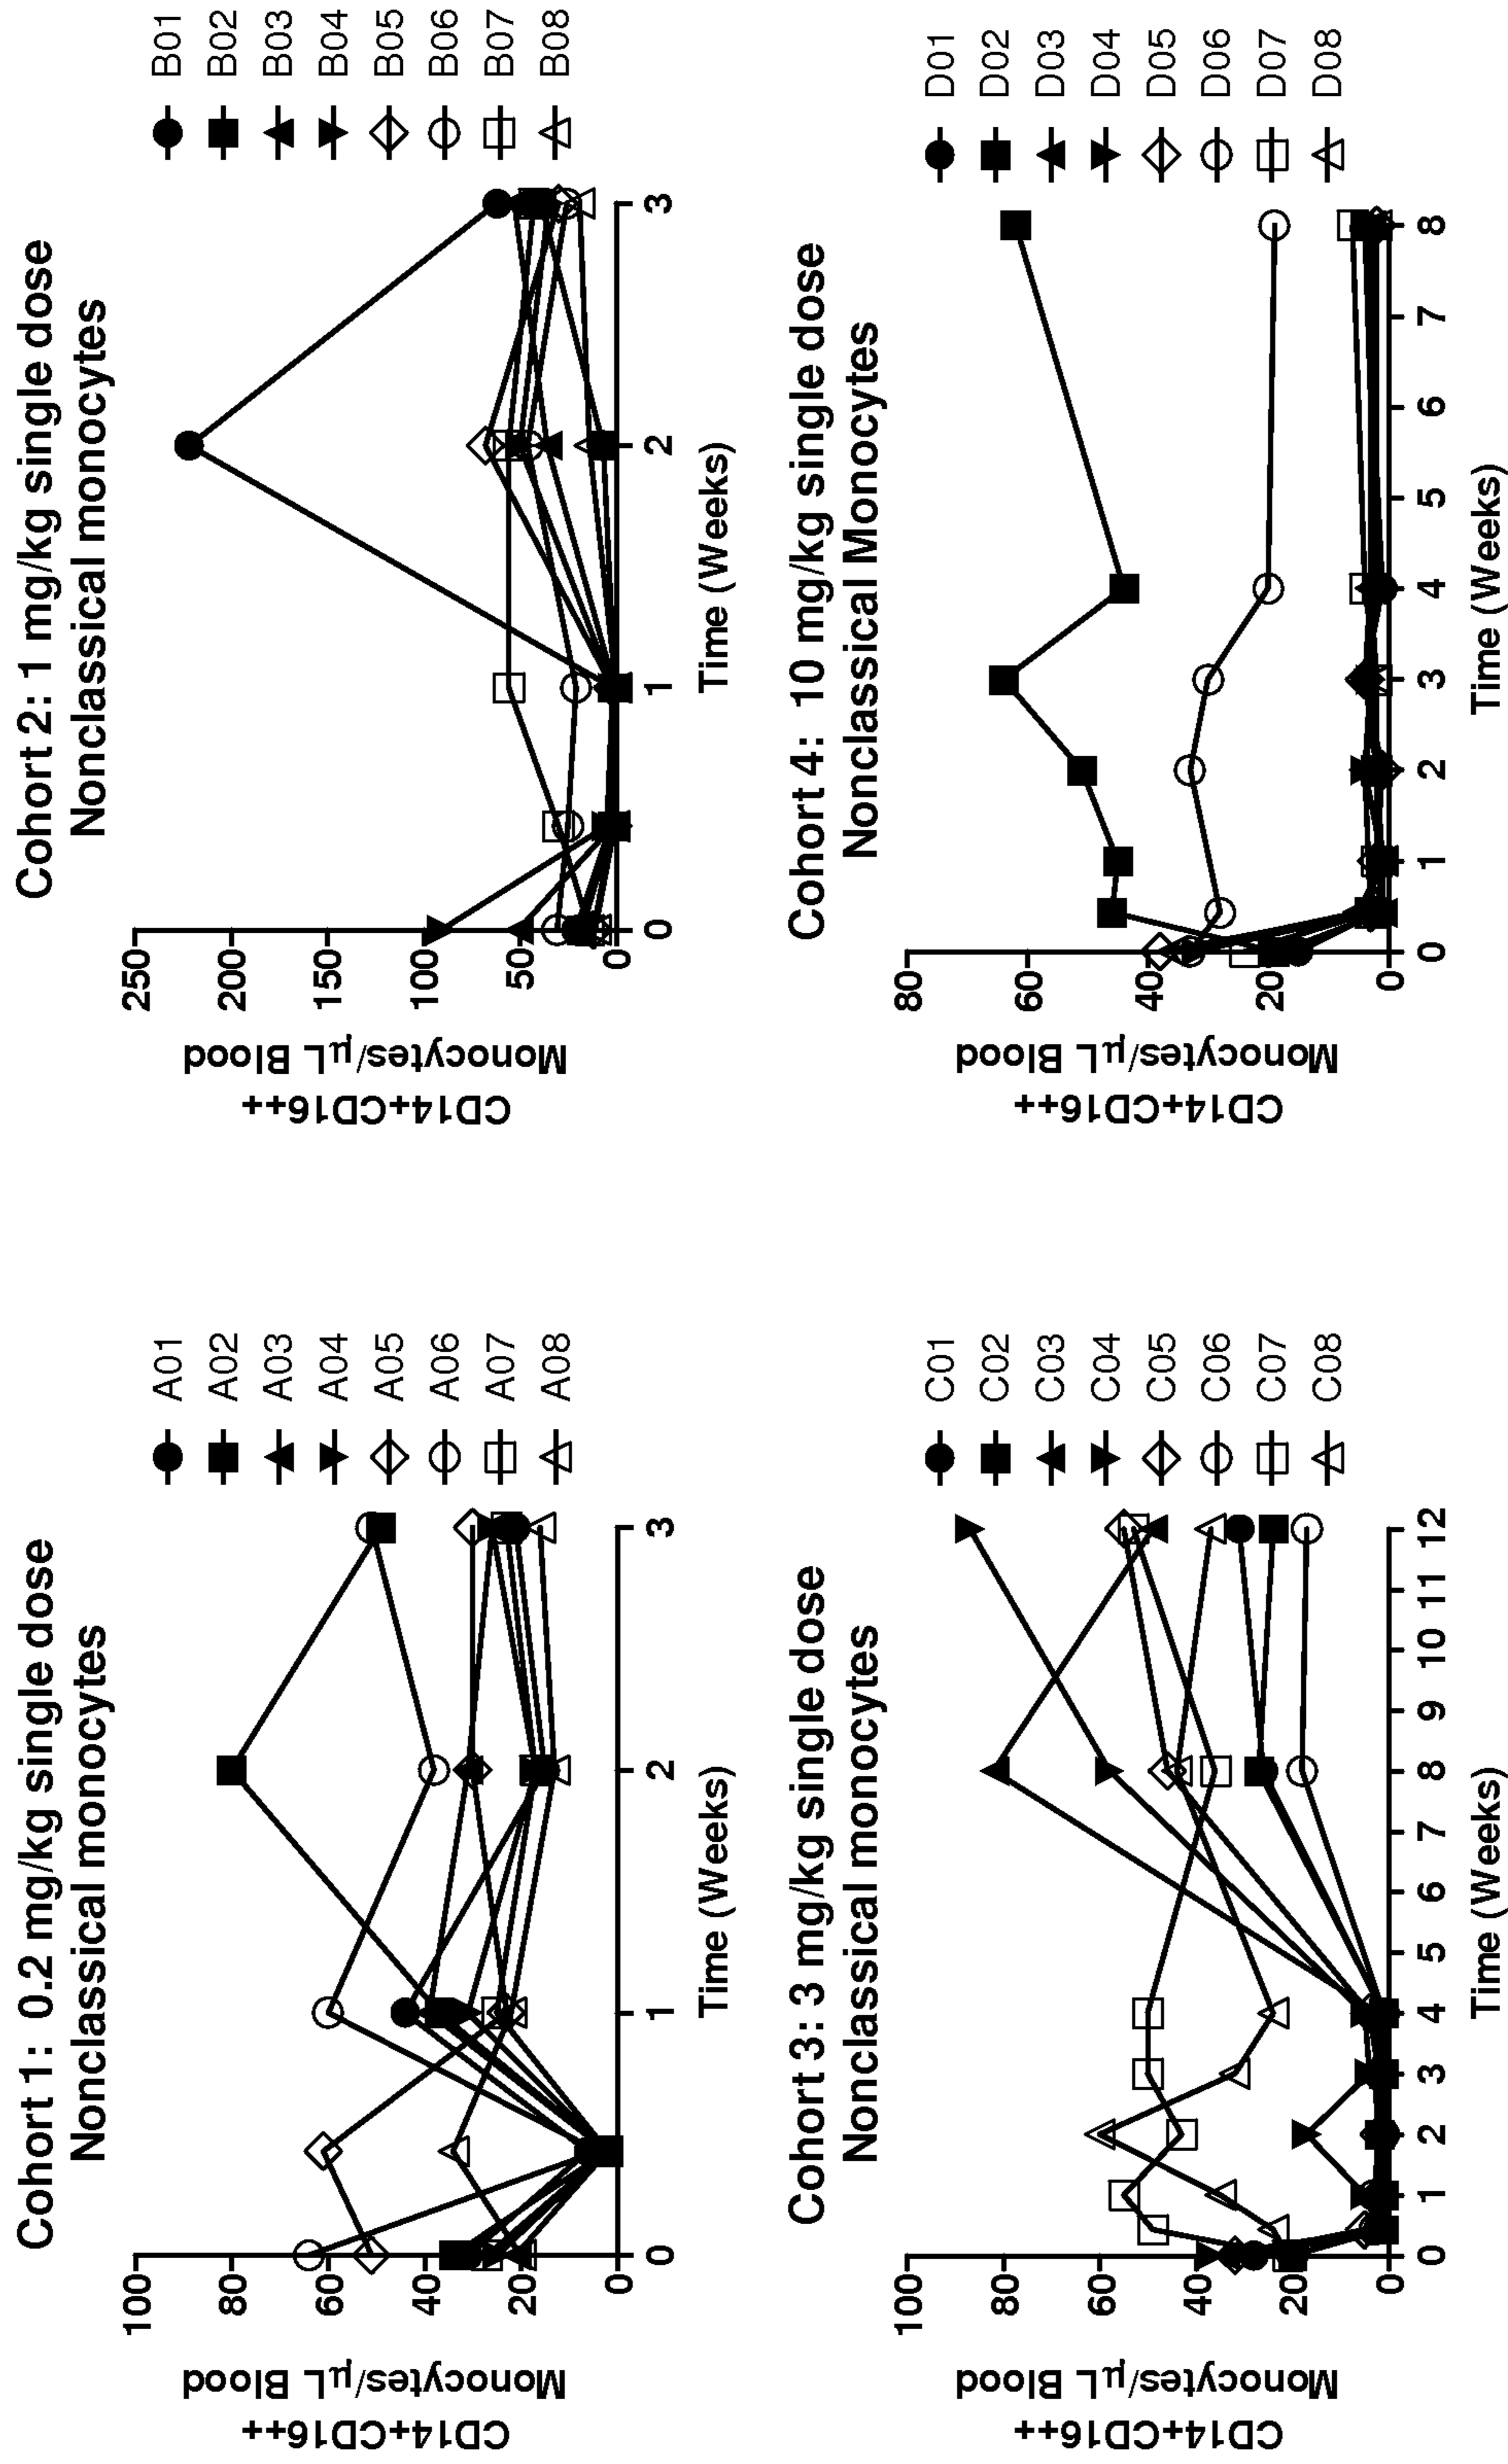 Cohort 1: 0.2 mg/kg single dose
Nonclassical monocytes
CD14+CD16++
Monocytes/μL Blood
100
80
60
40
20
0
0
1
2
3
Time (Weeks)
A01
A02
A03
A04
A05
A06
A07
A08
Cohort 2: 1 mg/kg single dose
Nonclassical monocytes
CD14+CD16++
Monocytes/μL Blood
250
200
150
100
50
0
0
1
2
3
Time (Weeks)
B01
B02
B03
B04
B05
B06
B07
B08
Cohort 3: 3 mg/kg single dose
Nonclassical monocytes
CD14+CD16++
Monocytes/μL Blood
100
80
60
40
20
0
0
1
2
3
4
5
6
7
8
9
10
11
12
Time (Weeks)
C01
C02
C03
C04
C05
C06
C07
C08
Cohort 4: 10 mg/kg single dose
Nonclassical Monocytes
CD14+CD16++
Monocytes/μL Blood
80
60
40
20
0
0
1
2
3
4
5
6
7
8
Time (Weeks)
D01
D02
D03
D04
D05
D06
D07
D08